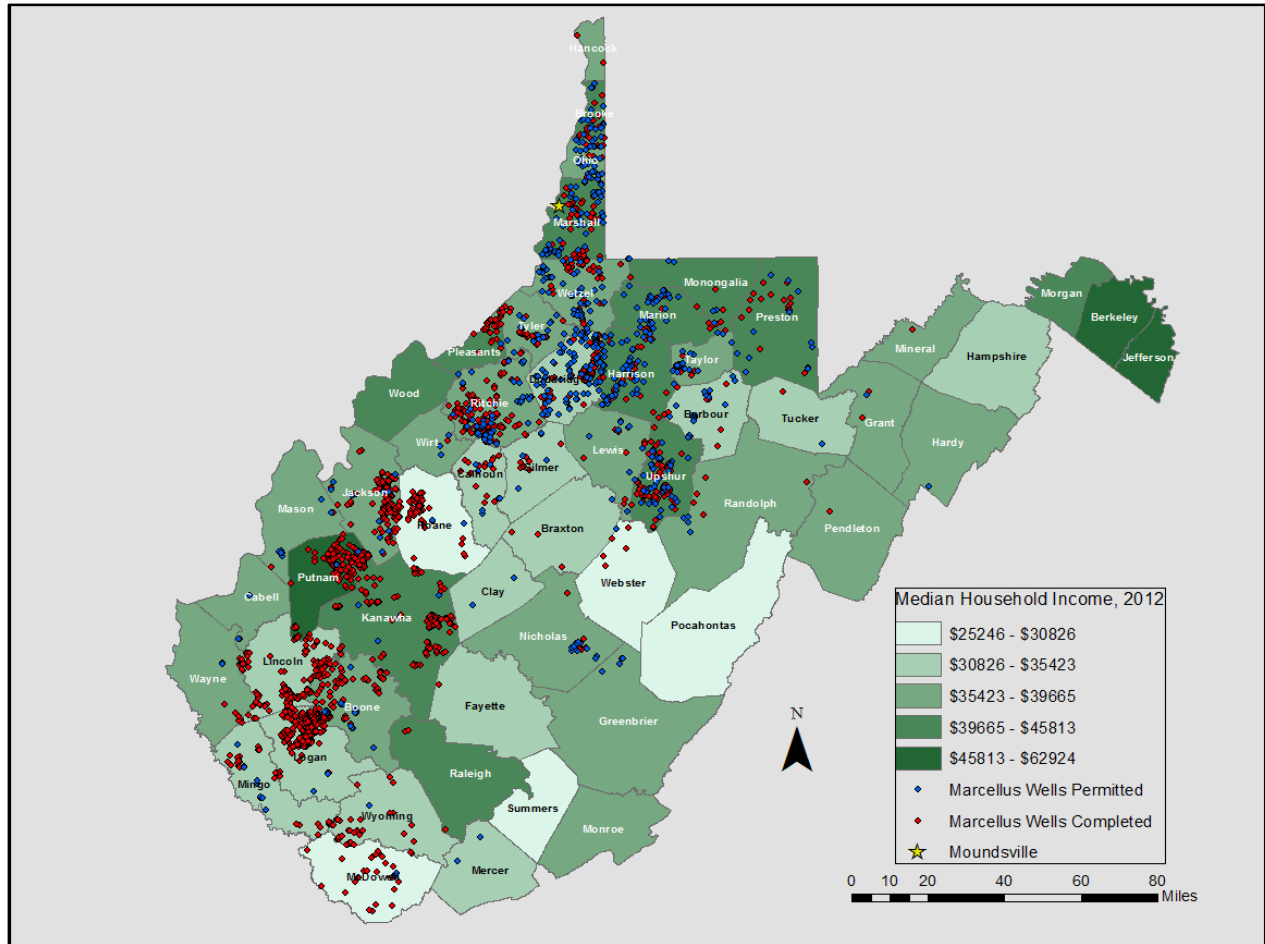 Hancock
Brooke
Ohio
Marshall
Wetzel
Monongalia
Marion
Preston
Tyler
Pleasants
Doddridge
Harrison
Taylor
Morgan
Berkeley
Jefferson
Mineral
Hampshire
Wood
Ritchie
Barbour
Tucker
Grant
Hardy
Wirt
Lewis
Calhoun
Gilmer
Upshur
Jackson
Mason
Roane
Randolph
Braxton
Pendleton
Putnam
Webster
Clay
Cabell
Kanawha
Pocahontas
Nicholas
Lincoln
Wayne
Boone
Fayette
Greenbrier
Logan
Raleigh
Mingo
Summers
Wyoming
Monroe
McDowell
Mercer
N
Median Household Income, 2012
$25246 - $30826
$30826 - $35423
$35423 - $39665
$39665 - $45813
$45813 - $62924
Marcellus Wells Permitted
Marcellus Wells Completed
Moundsville
0 10 20 40 60 80
Miles